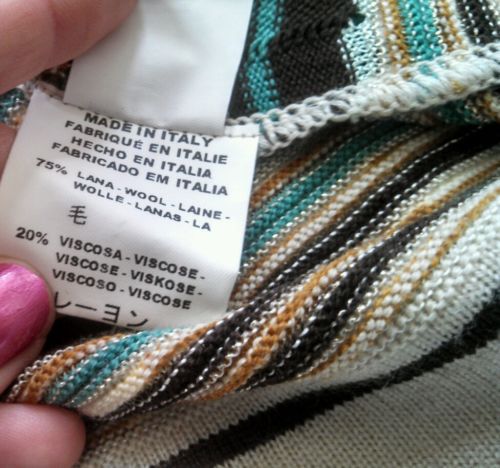 MADE IN ITALY
FABRIQUÉ EN ITALIE
HECHO EN ITALIA
FABRICADO EM ITALIA
75% LANA - WOOL - LAINE -
WOLLE - LANAS - LA
毛
20% VISCOSA - VISCOSE -
VISCOSE - VISKOSE -
VISCOSO - VISCOSE
レーヨン